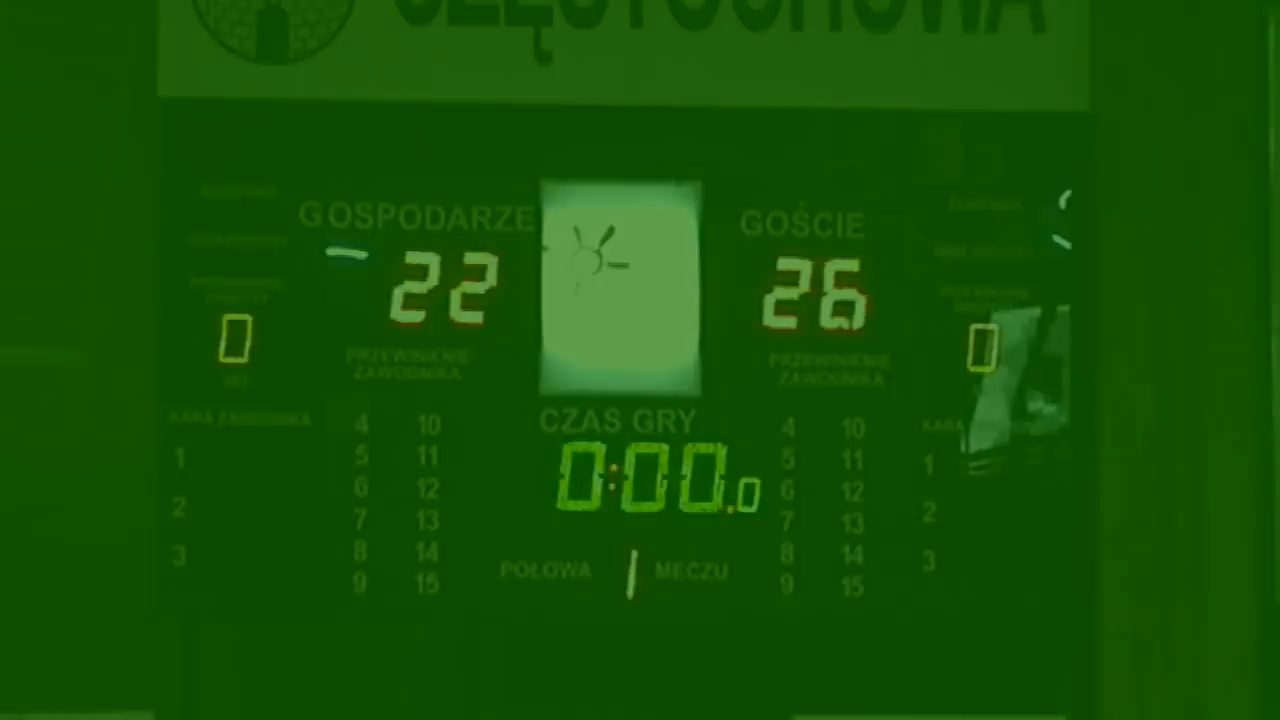 CZĘSTOCHOWA
GOSPODARZE
GOŚCIE
22
26
0
0
PRZEWINIENIE
ZAWODNIKA
PRZEWINIENIE
ZAWODNIKA
KARA ZAWODNIKA
CZAS GRY
0:00.0
1
2
3
4 10
5 11
6 12
7 13
8 14
9 15
4 10
5 11
6 12
7 13
8 14
9 15
KARA
1
2
3
POŁOWA 1 MECZU